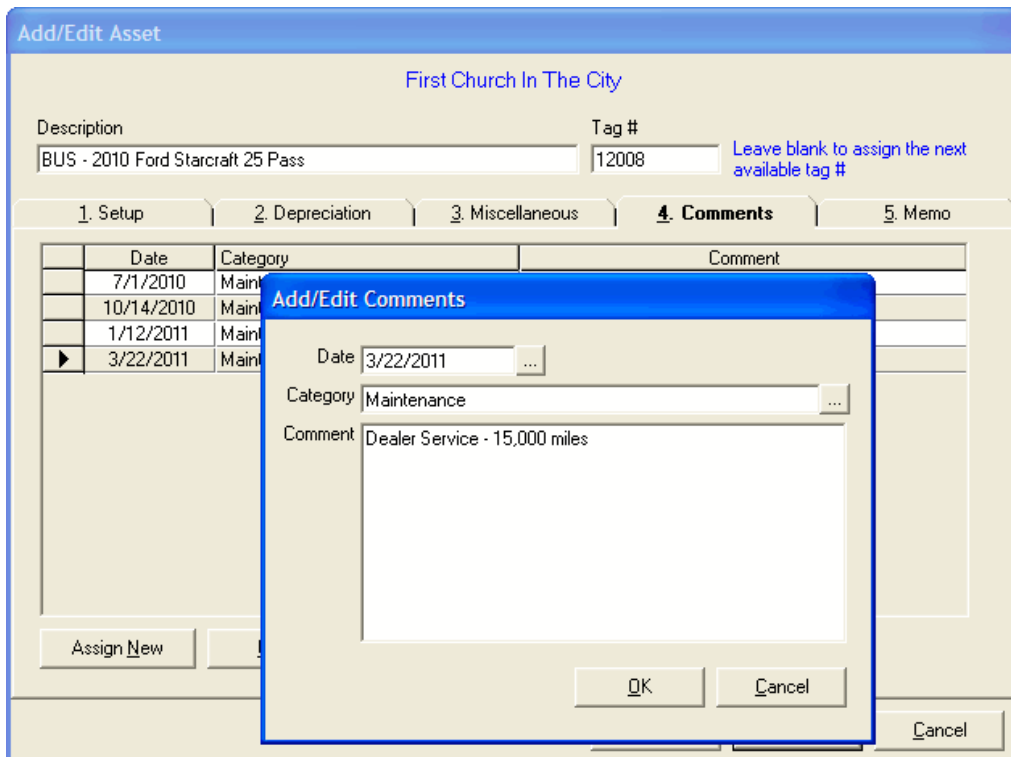 Add/Edit Asset
First Church In The City
Description
Tag #
BUS - 2010 Ford Starcraft 25 Pass
12008
Leave blank to assign the next
available tag #
1. Setup
2. Depreciation
3. Miscellaneous
4. Comments
5. Memo
Date Category Comment
7/1/2010
10/14/2010
1/12/2011
3/22/2011
Add/Edit Comments
Date 3/22/2011 ...
Category Maintenance ...
Comment Dealer Service - 15,000 miles
Assign New
OK Cancel
Cancel